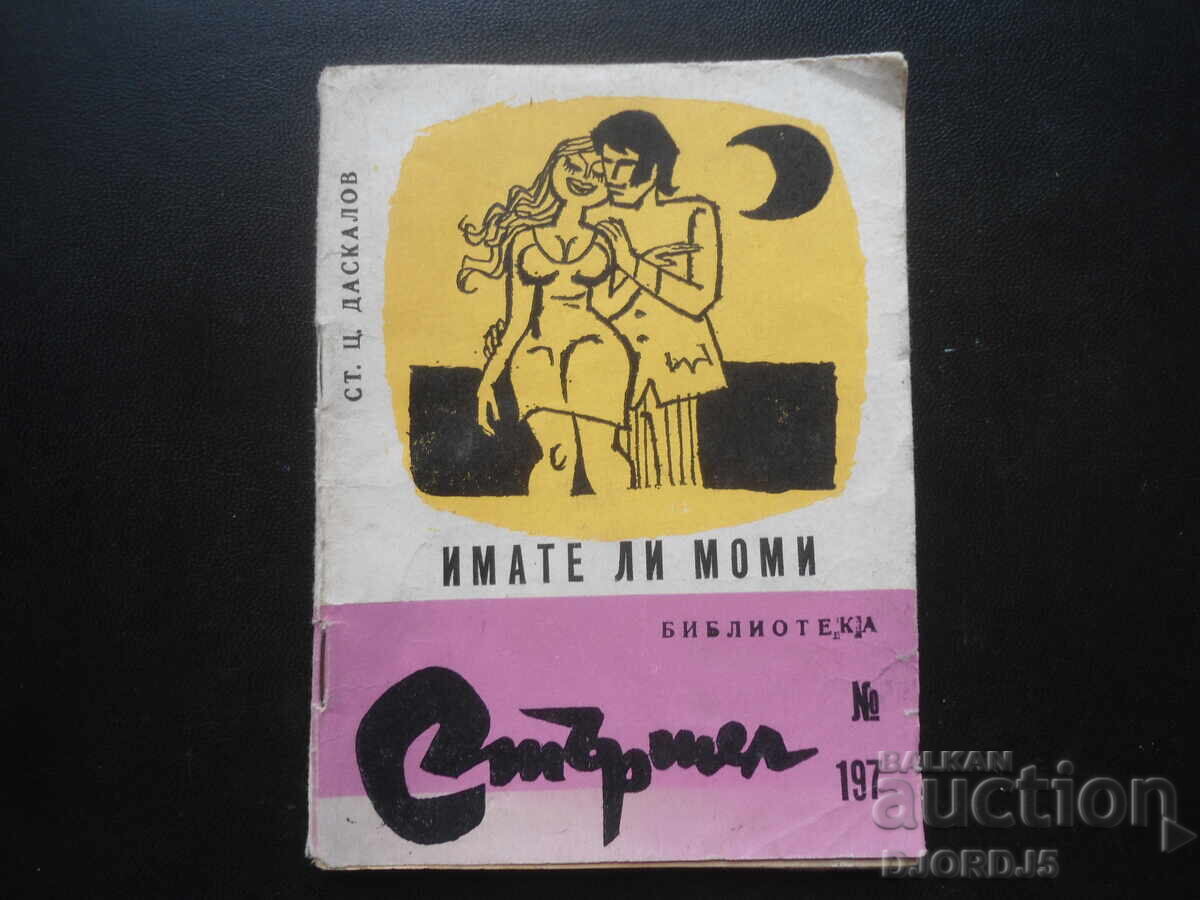 СТ. Ц. ДАСКАЛОВ
ИМАТЕ ЛИ МОМИ
БИБЛИОТЕКА
Стършел
№
197
BALKAN
auction
DJORDJ5